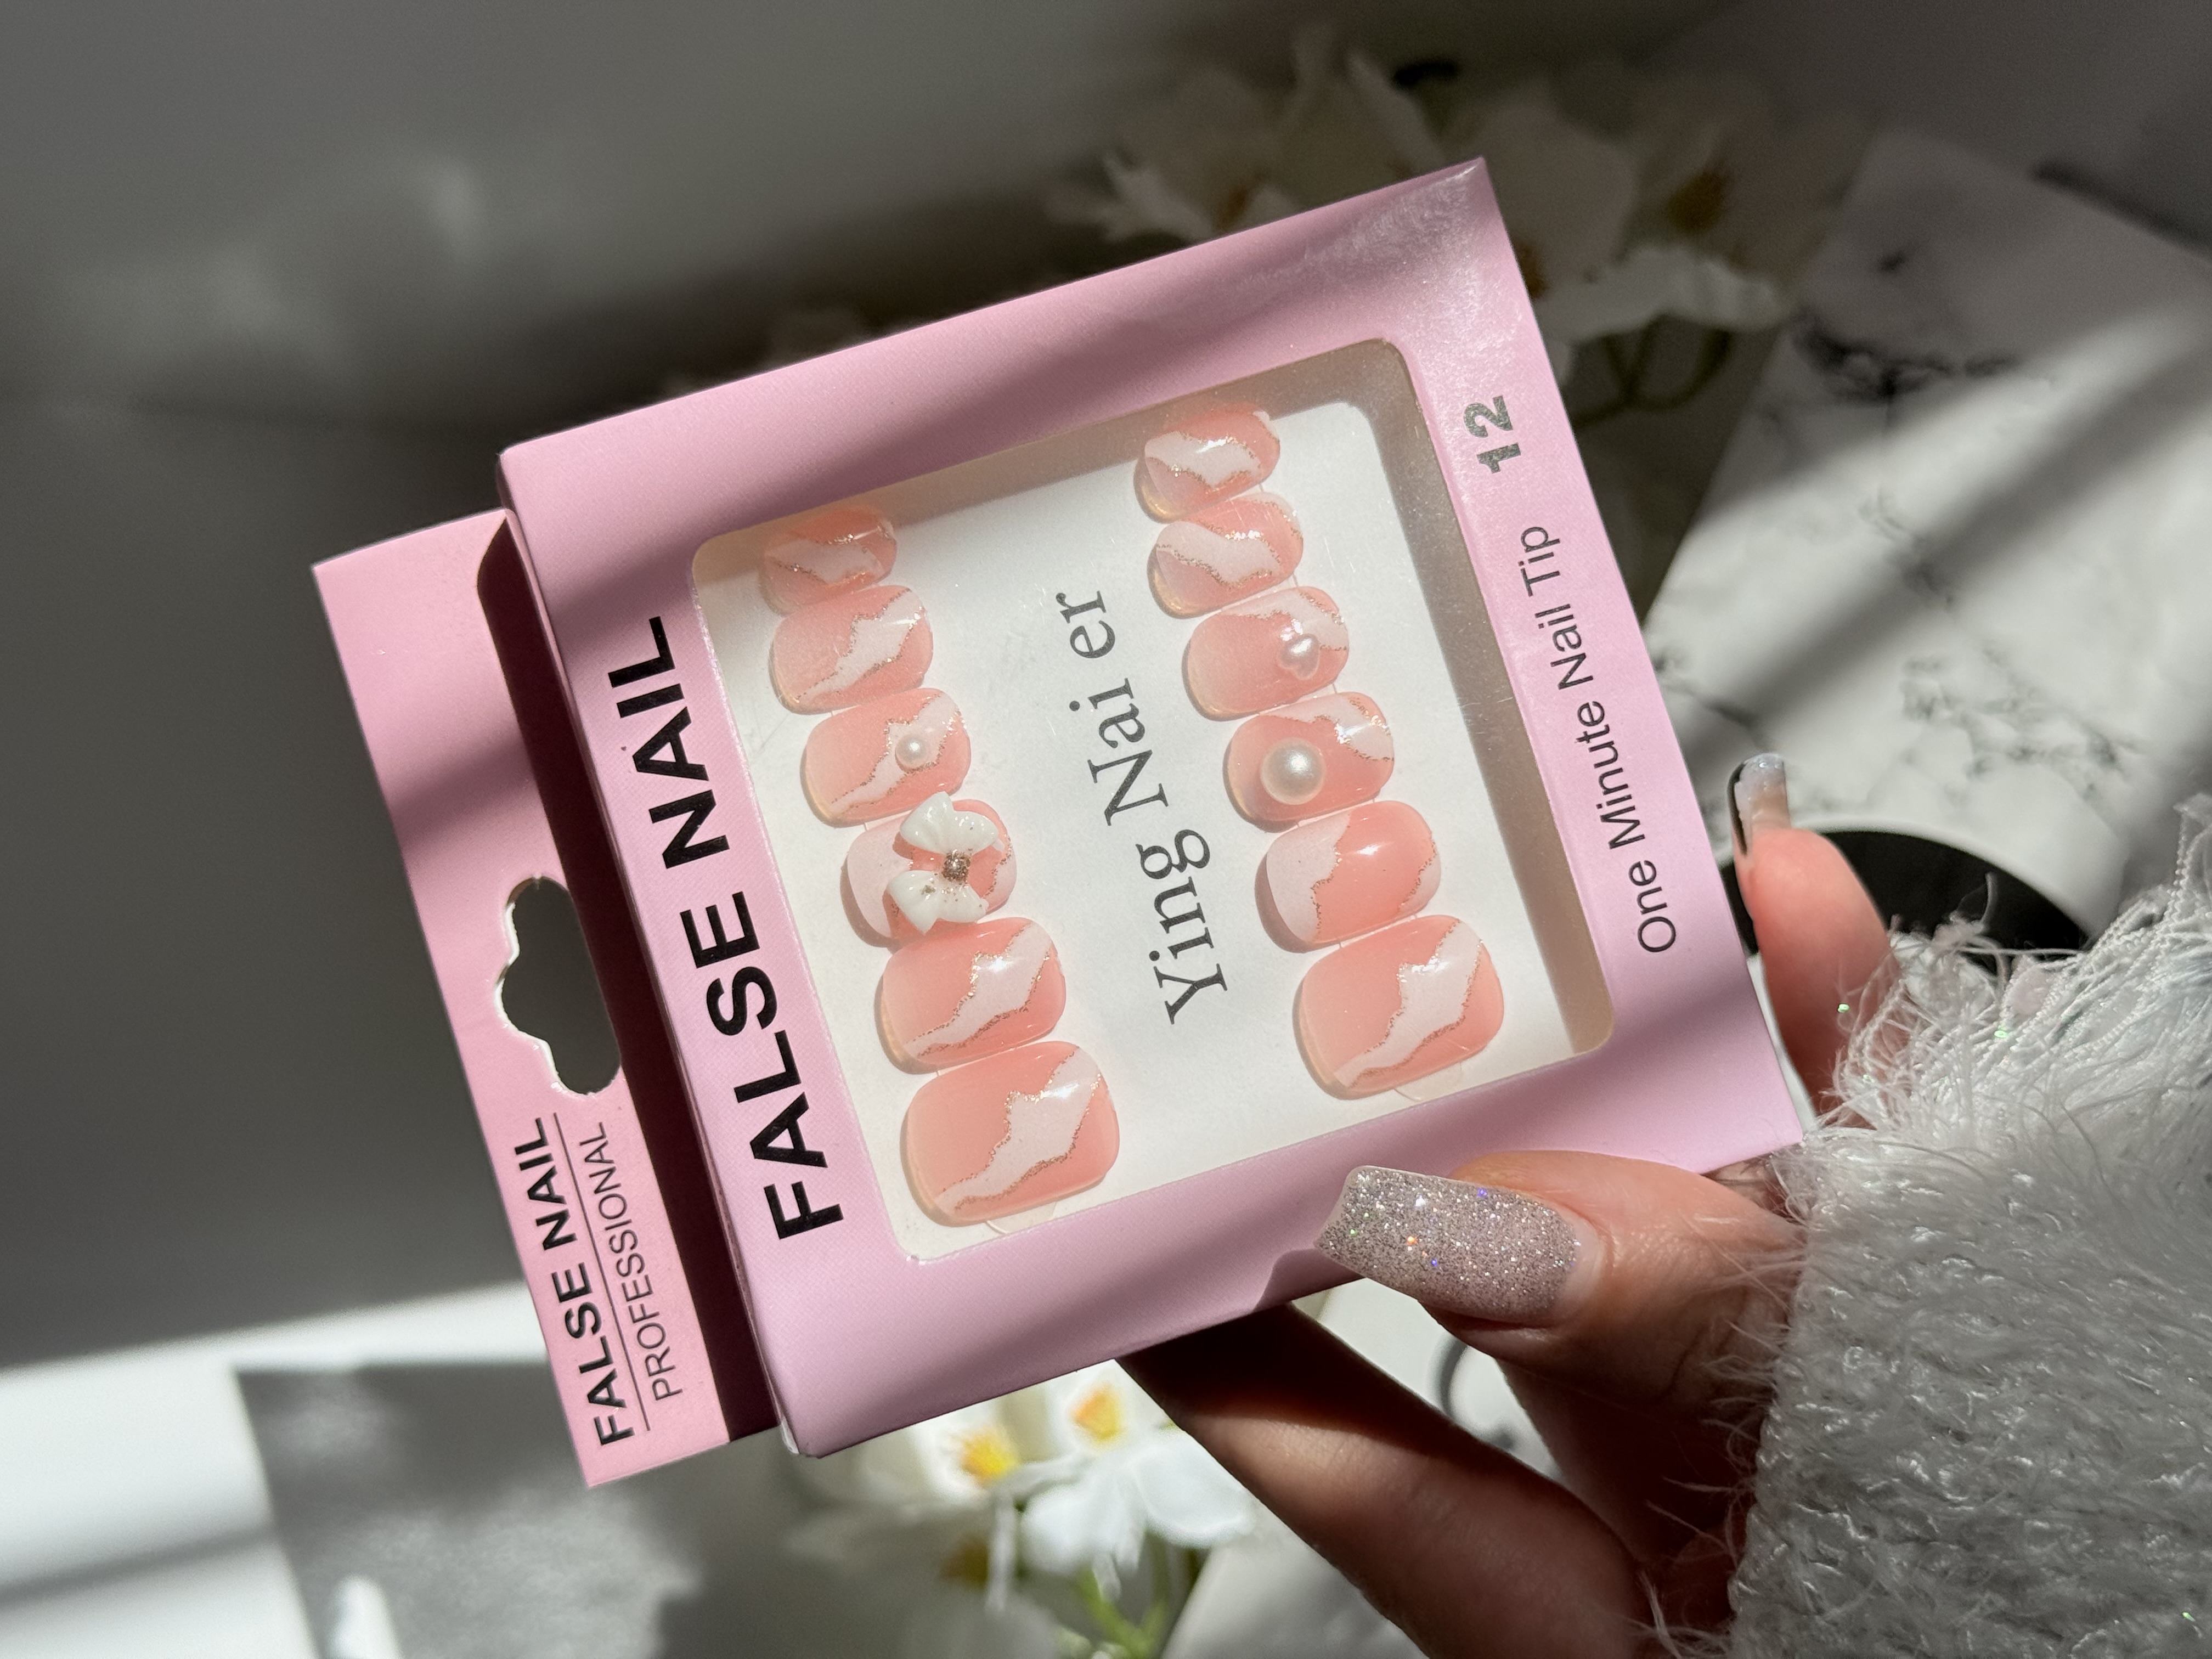 FALSE NAIL
PROFESSIONAL
FALSE NAIL
Ying Nai er
One Minute Nail Tip 12